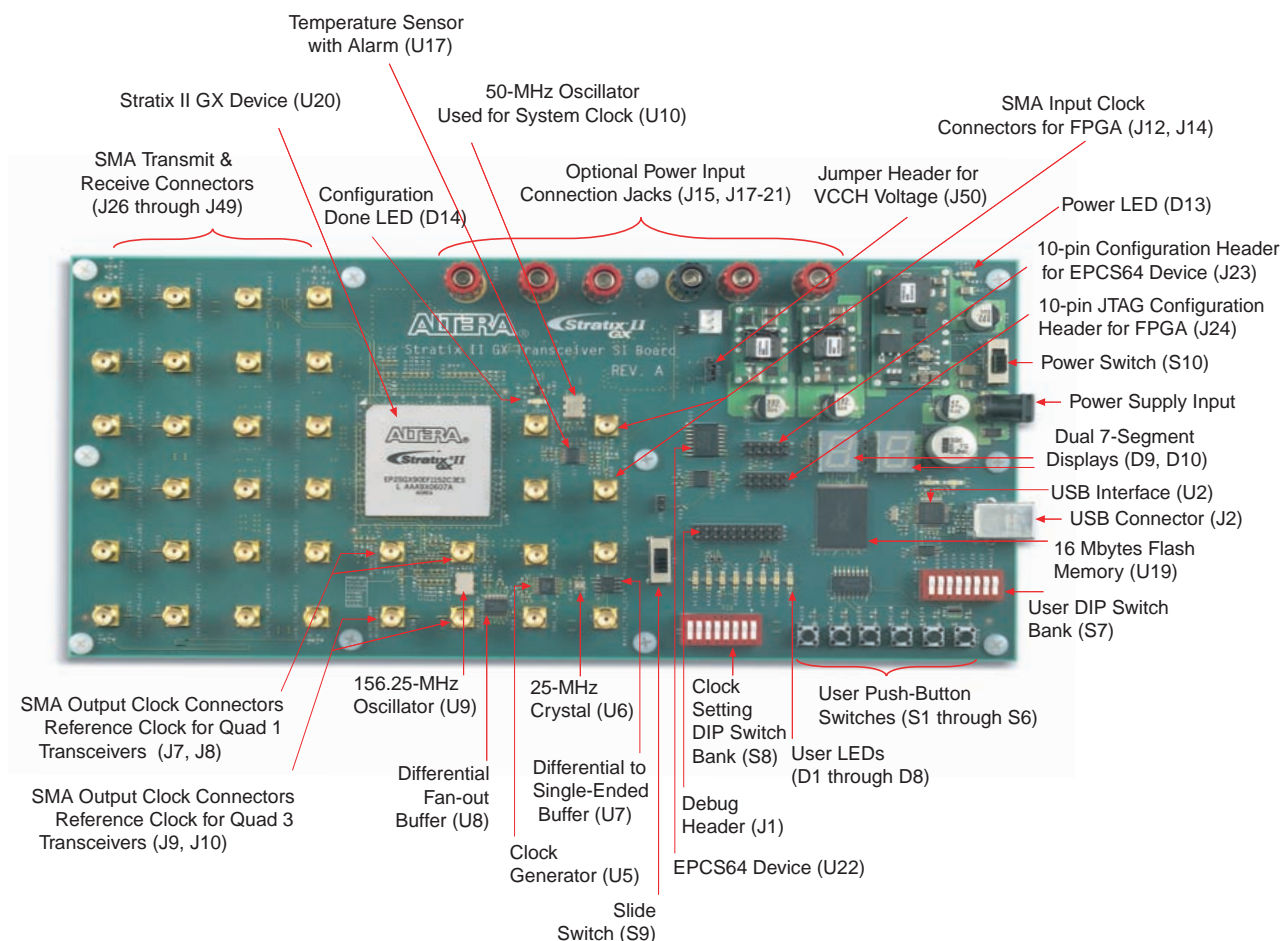 Temperature Sensor
with Alarm (U17)
Stratix II GX Device (U20)
50-MHz Oscillator
Used for System Clock (U10)
SMA Input Clock
Connectors for FPGA (J12, J14)
SMA Transmit &
Receive Connectors
(J26 through J49)
Configuration
Done LED (D14)
Optional Power Input
Connection Jacks (J15, J17-21)
Jumper Header for
VCCH Voltage (J50)
Power LED (D13)
10-pin Configuration Header
for EPCS64 Device (J23)
10-pin JTAG Configuration
Header for FPGA (J24)
Power Switch (S10)
Power Supply Input
Dual 7-Segment
Displays (D9, D10)
USB Interface (U2)
USB Connector (J2)
16 Mbytes Flash
Memory (U19)
User DIP Switch
Bank (S7)
ALTERA®
Stratix II
GX
Stratix II GX Transceiver SI Board
REV. A
ALTERA®
Stratix II
GX
EP2SGX90EF1152C3ES
SMA Output Clock Connectors
Reference Clock for Quad 1
Transceivers (J7, J8)
SMA Output Clock Connectors
Reference Clock for Quad 3
Transceivers (J9, J10)
156.25-MHz
Oscillator (U9)
Differential
Fan-out
Buffer (U8)
Clock
Generator (U5)
25-MHz
Crystal (U6)
Differential to
Single-Ended
Buffer (U7)
Slide
Switch (S9)
EPCS64 Device (U22)
Debug
Header (J1)
Clock
Setting
DIP Switch
Bank (S8)
User LEDs
(D1 through D8)
User Push-Button
Switches (S1 through S6)